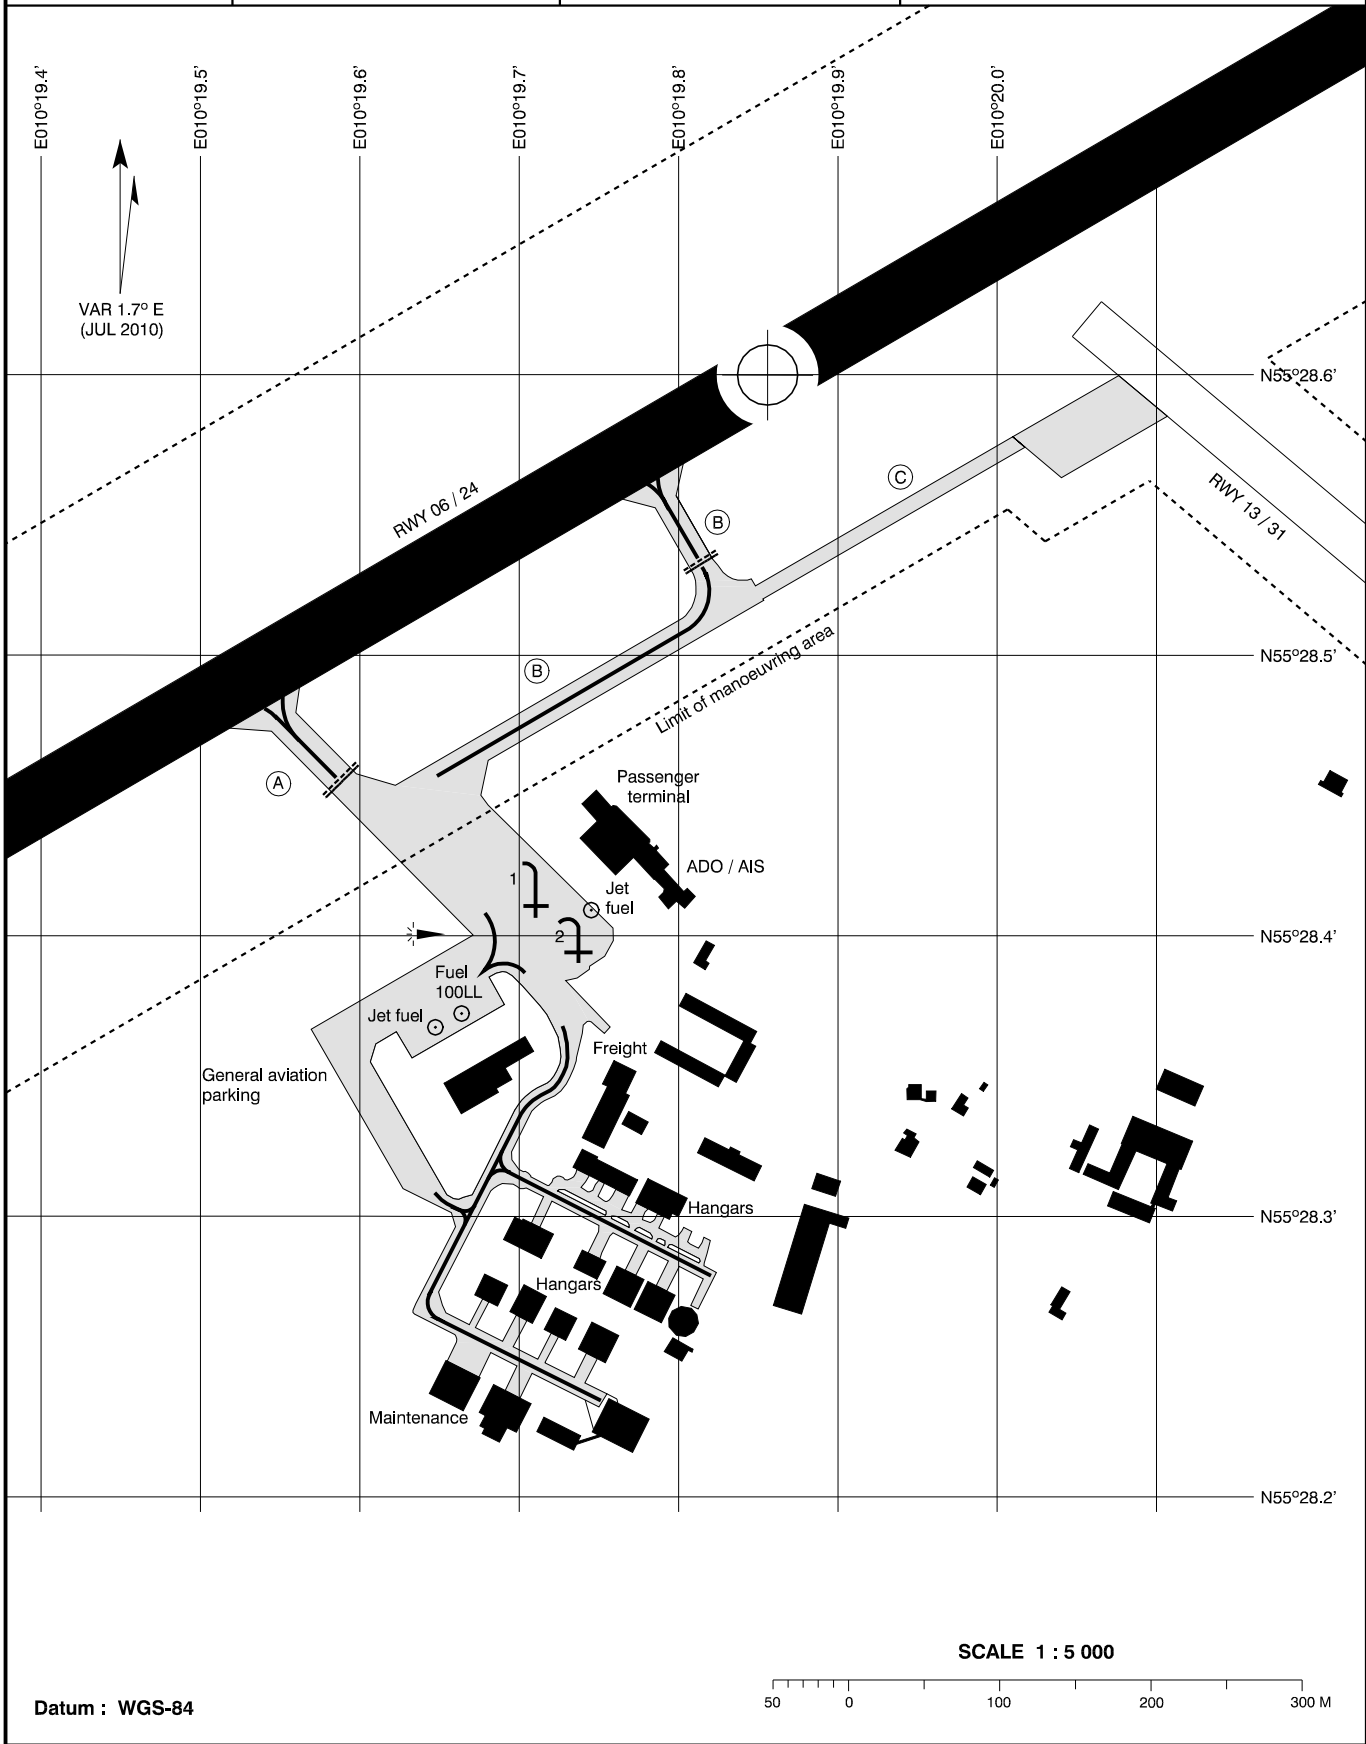 E010°19.4'
E010°19.5'
E010°19.6'
E010°19.7'
E010°19.8'
E010°19.9'
E010°20.0'
VAR 1.7° E
(JUL 2010)
N55°28.6'
RWY 06 / 24
C
RWY 13 / 31
B
B
Limit of manoeuvring area
N55°28.5'
A
Passenger
terminal
ADO / AIS
1
Jet
fuel
2
N55°28.4'
Fuel
100LL
Jet fuel
Freight
General aviation
parking
Hangars
N55°28.3'
Hangars
Maintenance
N55°28.2'
SCALE 1 : 5 000
50 0 100 200 300 M
Datum : WGS-84